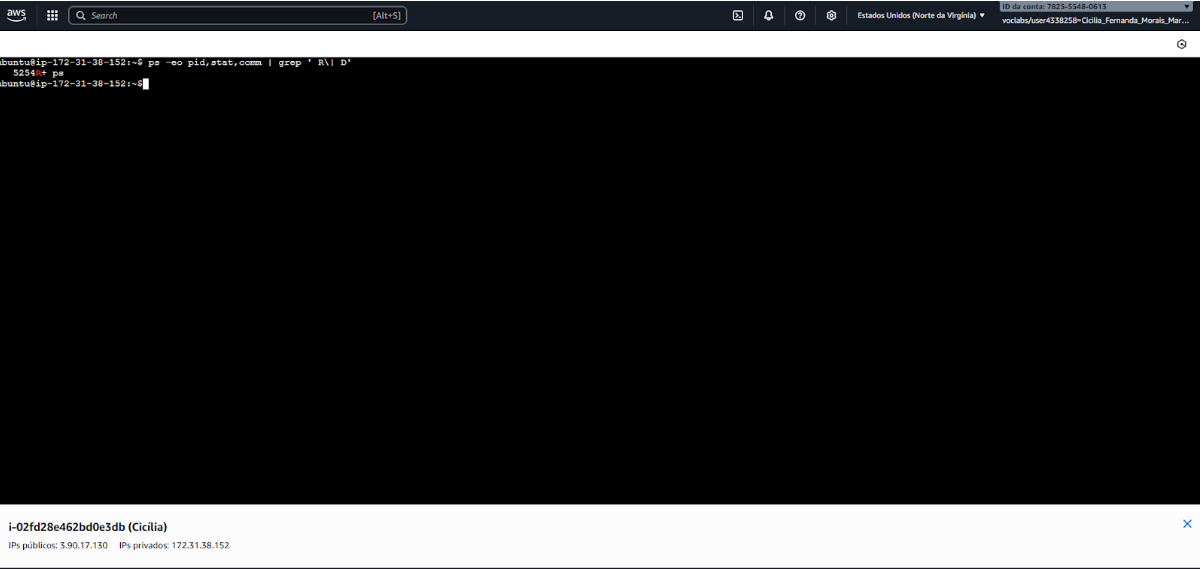 aws
Search
[Alt+S]
Estados Unidos (Norte da Virgínia)
ID da conta: 7825-5548-0613
voclabs/user4338258=Cicilia_Fernanda_Morais_Mar...
ubuntu@ip-172-31-38-152:~$ ps -eo pid,stat,comm | grep ' R\| D'
5254 R+ ps
ubuntu@ip-172-31-38-152:~$
i-02fd28e462bd0e3db (Cicília)
IPs públicos: 3.90.17.130 IPs privados: 172.31.38.152